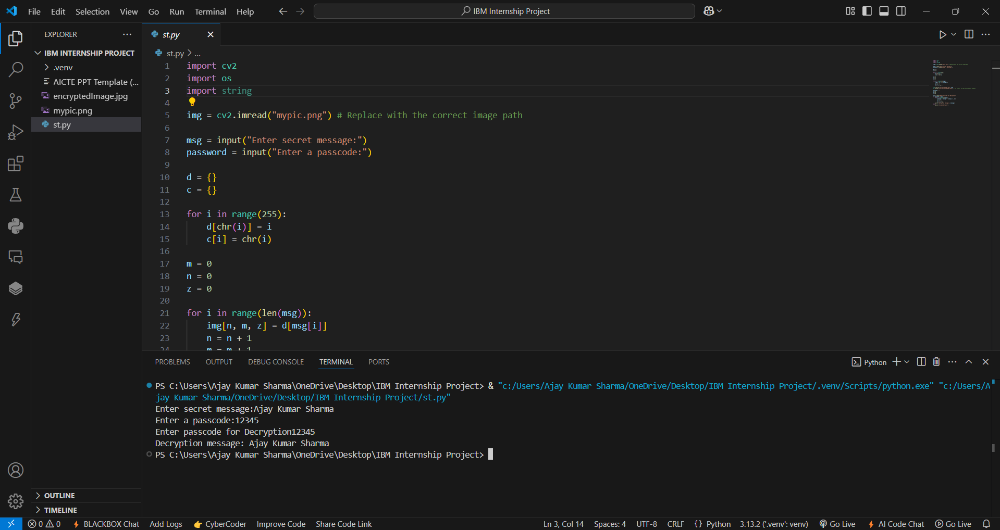 File Edit Selection View Go Run Terminal Help
IBM Internship Project
EXPLORER
IBM INTERNSHIP PROJECT
.venv
AICTE PPT Template (...
encryptedImage.jpg
mypic.png
st.py
OUTLINE
TIMELINE
st.py
st.py > ...
1 import cv2
2 import os
3 import string
4
5 img = cv2.imread("mypic.png") # Replace with the correct image path
6
7 msg = input("Enter secret message:")
8 password = input("Enter a passcode:")
9
10 d = {}
11 c = {}
12
13 for i in range(255):
14 d[chr(i)] = i
15 c[i] = chr(i)
16
17 m = 0
18 n = 0
19 z = 0
20
21 for i in range(len(msg)):
22 img[n, m, z] = d[msg[i]]
23 n = n + 1
24 m = m + 1
PROBLEMS OUTPUT DEBUG CONSOLE TERMINAL PORTS
Python
PS C:\Users\Ajay Kumar Sharma\OneDrive\Desktop\IBM Internship Project> & "c:/Users/Ajay Kumar Sharma/OneDrive/Desktop/IBM Internship Project/.venv/Scripts/python.exe" "c:/Users/A
jay Kumar Sharma/OneDrive/Desktop/IBM Internship Project/st.py"
Enter secret message:Ajay Kumar Sharma
Enter a passcode:12345
Enter passcode for Decryption12345
Decryption message: Ajay Kumar Sharma
PS C:\Users\Ajay Kumar Sharma\OneDrive\Desktop\IBM Internship Project>
0 0 BLACKBOX Chat Add Logs CyberCoder Improve Code Share Code Link Ln 3, Col 14 Spaces: 4 UTF-8 CRLF {} Python 3.13.2 ('.venv': venv) Go Live AI Code Chat Go Live